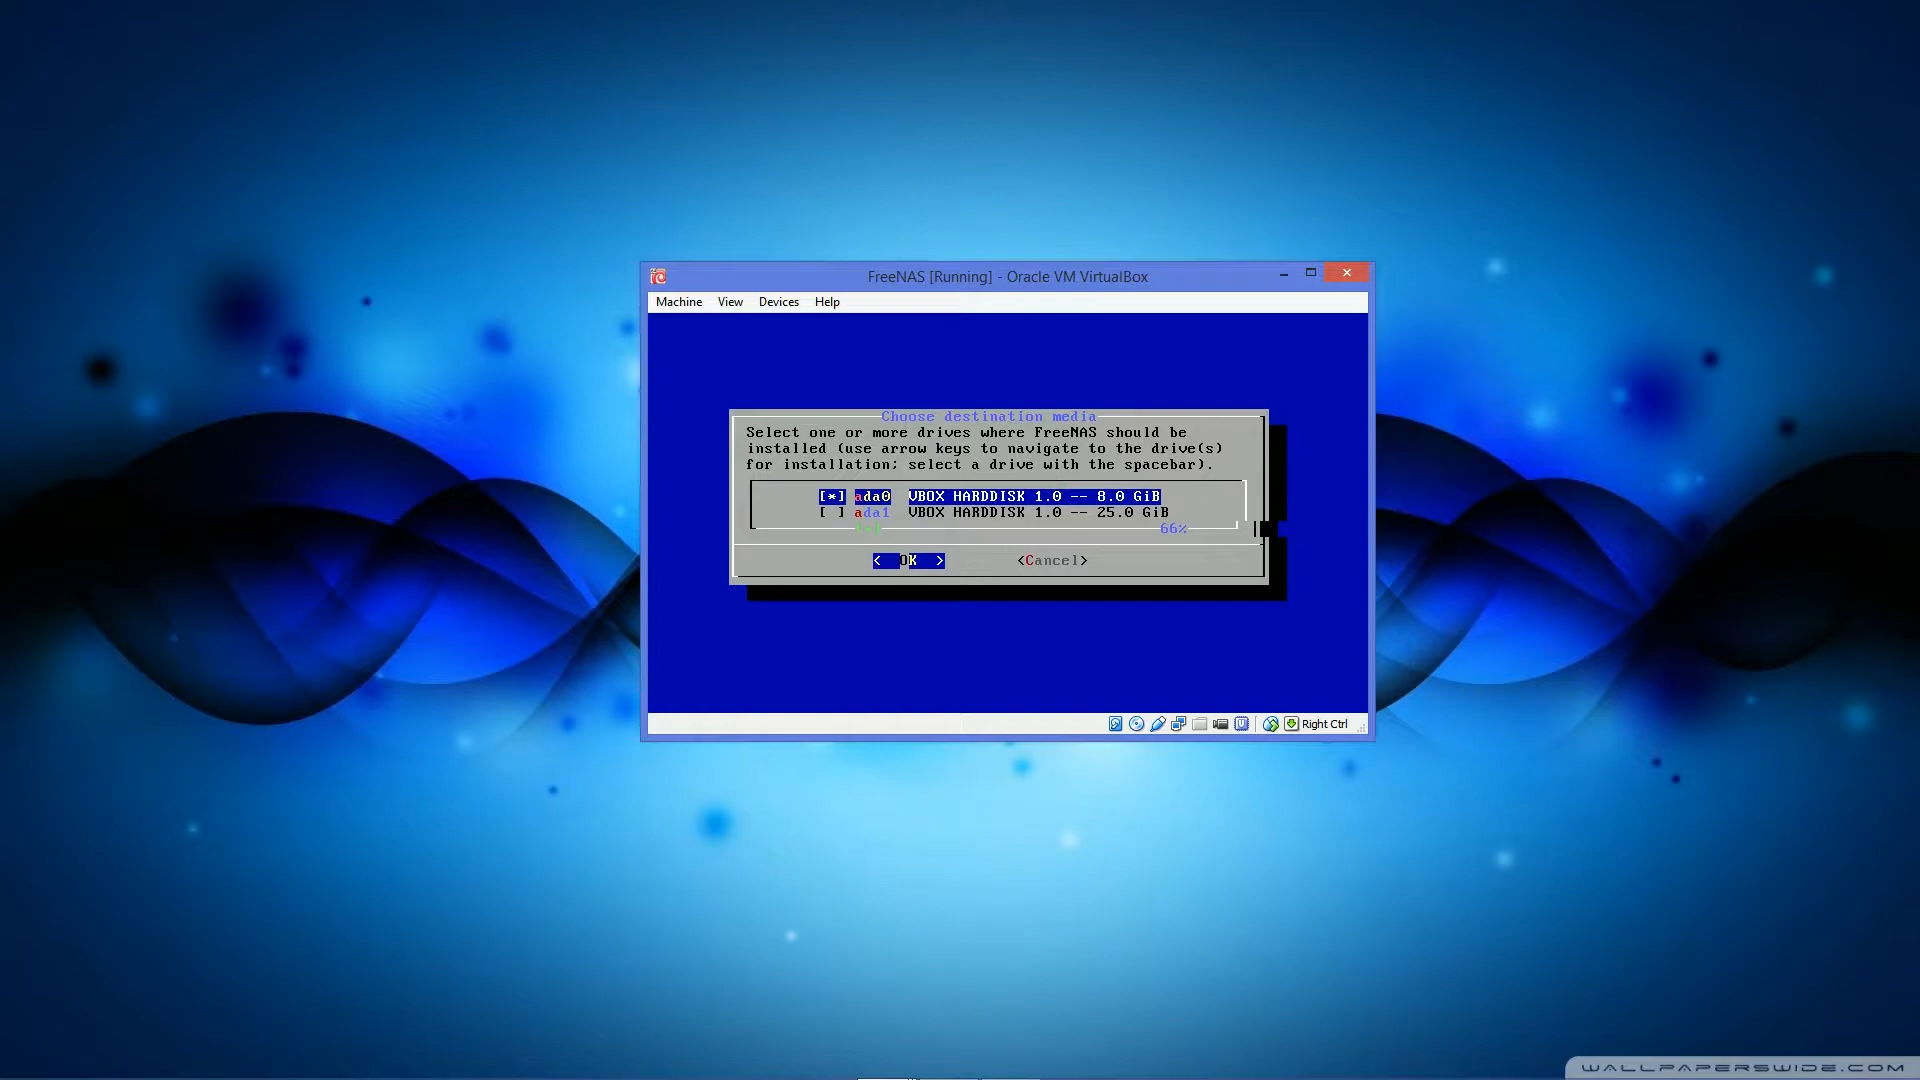 FreeNAS [Running] - Oracle VM VirtualBox
Machine View Devices Help
Choose destination media
Select one or more drives where FreeNAS should be
installed (use arrow keys to navigate to the drive(s)
for installation; select a drive with the spacebar).
[*] ada0 VBOX HARDDISK 1.0 -- 8.0 GiB
[ ] ada1 VBOX HARDDISK 1.0 -- 25.0 GiB
66%
< OK > <Cancel>
Right Ctrl
WALLPAPERSWIDE.COM